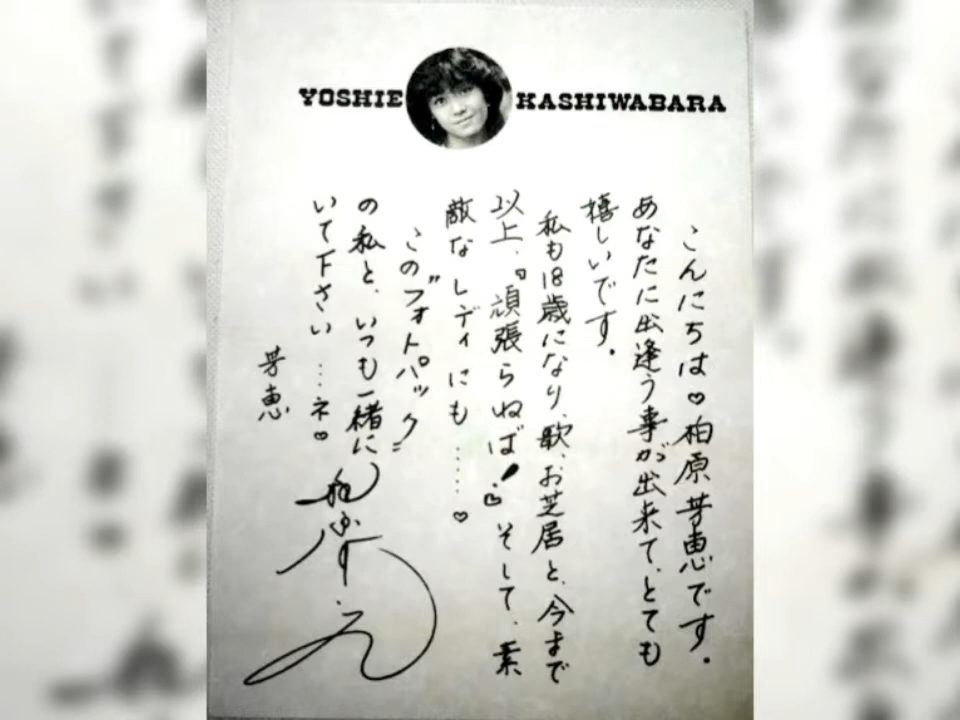 YOSHIE KASHIWABARA
こんにちは♡柏原芳恵です。
あなたに出逢う事が出来て、とても
嬉しいです。
私も18歳になり、歌、お芝居と、今まで
以上、『頑張らねば!』♡そして、素
敵なレディにも……♡
この〝フォトパック〟
の私と、いつも一緒に
いて下さい…ネ♡
芳恵